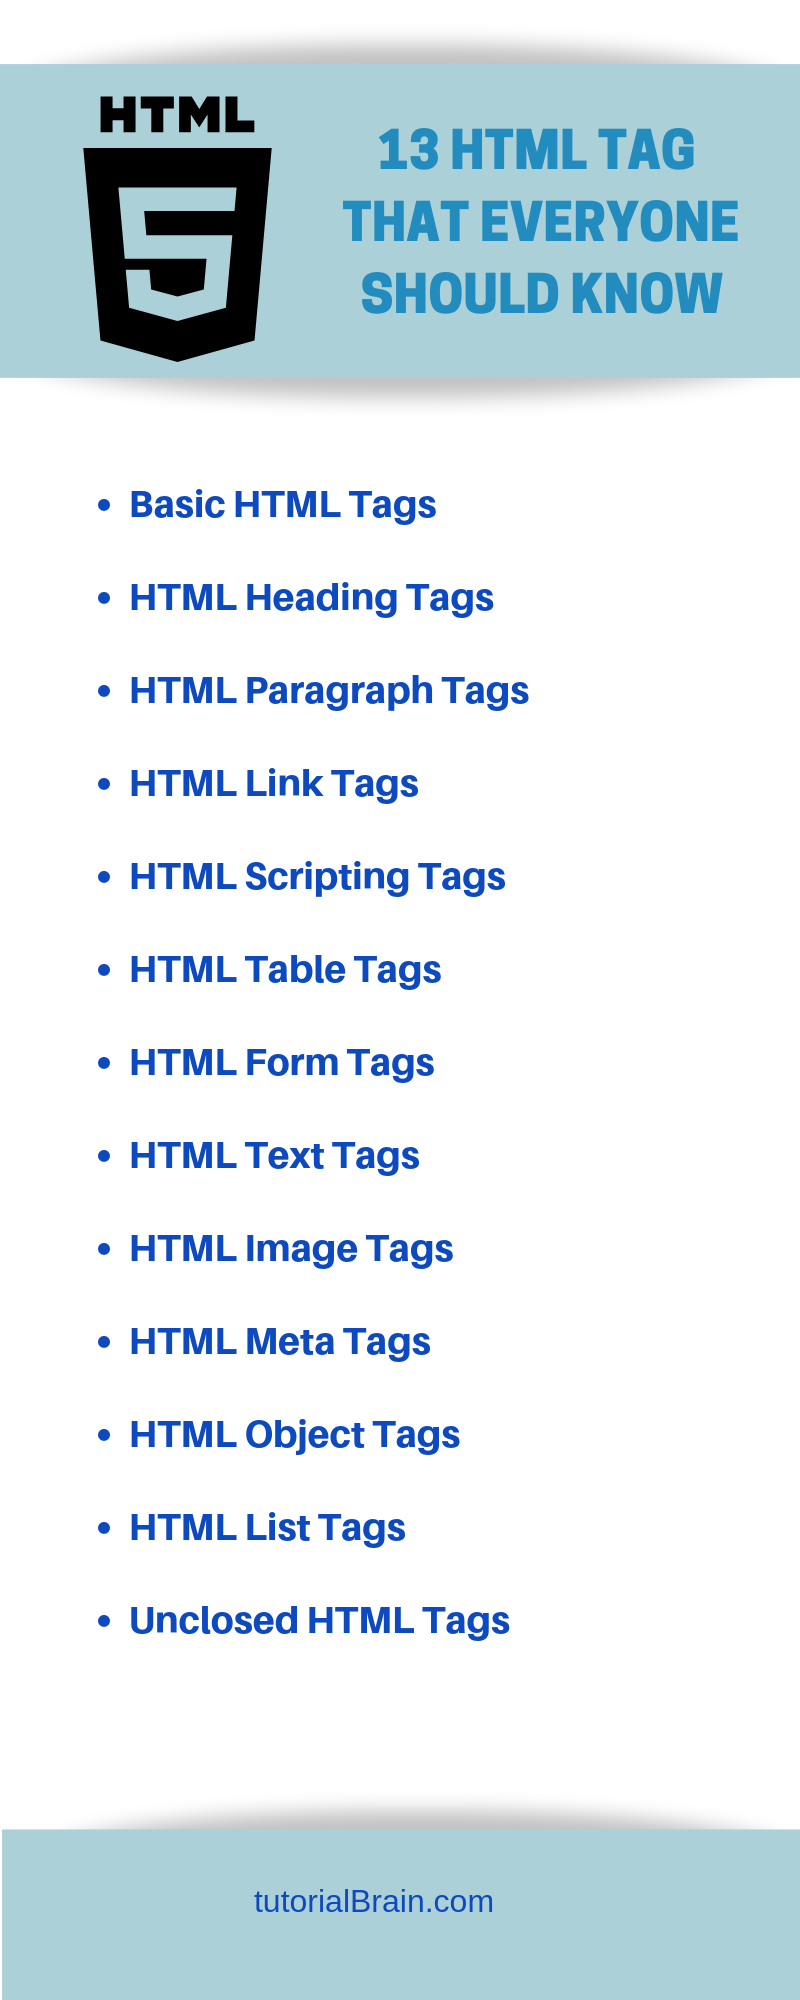 HTML
5
13 HTML TAG
THAT EVERYONE
SHOULD KNOW
• Basic HTML Tags
• HTML Heading Tags
• HTML Paragraph Tags
• HTML Link Tags
• HTML Scripting Tags
• HTML Table Tags
• HTML Form Tags
• HTML Text Tags
• HTML Image Tags
• HTML Meta Tags
• HTML Object Tags
• HTML List Tags
• Unclosed HTML Tags
tutorialBrain.com